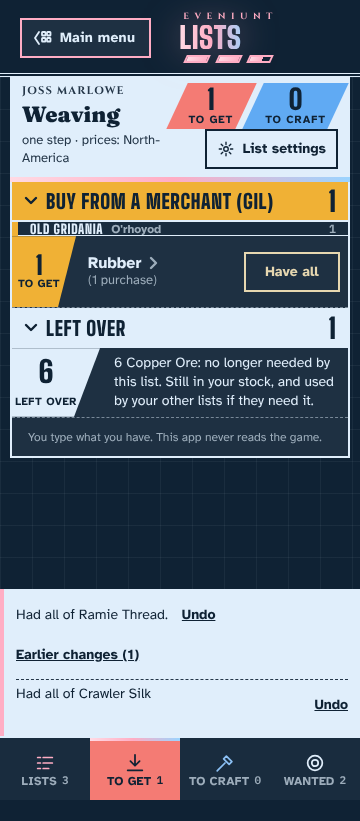 Main menu
EVENIUNT
LISTS
JOSS MARLOWE
Weaving
one step · prices: North-
America
1
TO GET
0
TO CRAFT
List settings
BUY FROM A MERCHANT (GIL)
1
OLD GRIDANIA O'rhoyod
1
1
TO GET
Rubber
(1 purchase)
Have all
LEFT OVER
1
6
LEFT OVER
6 Copper Ore: no longer needed by
this list. Still in your stock, and used
by your other lists if they need it.
You type what you have. This app never reads the game.
Had all of Ramie Thread. Undo
Earlier changes (1)
Had all of Crawler Silk
Undo
LISTS 3
TO GET 1
TO CRAFT 0
WANTED 2